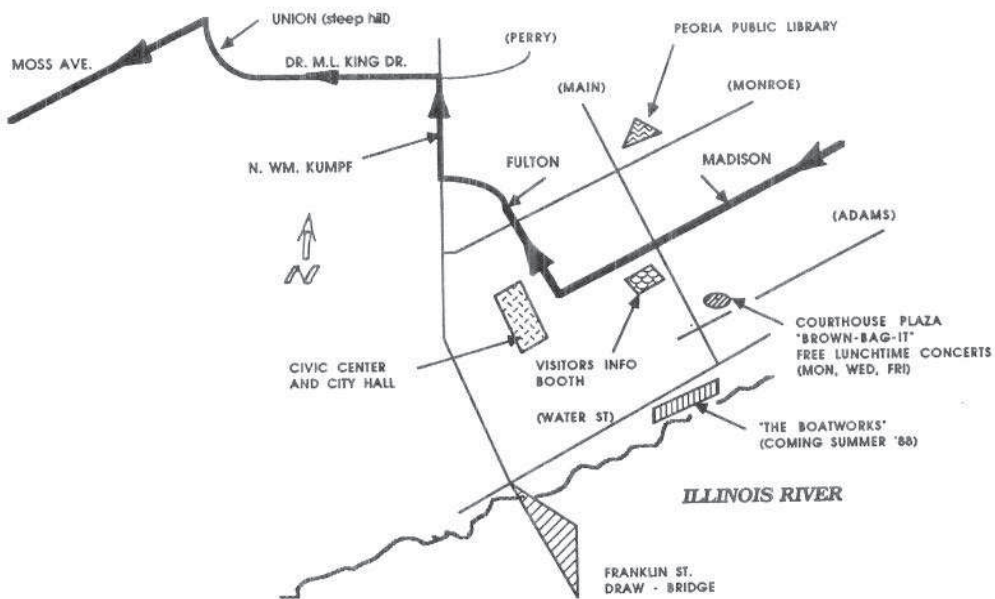 UNION (steep hill)
MOSS AVE.
DR. M.L. KING DR.
(PERRY)
PEORIA PUBLIC LIBRARY
(MAIN)
(MONROE)
N. WM. KUMPF
FULTON
MADISON
(ADAMS)
N
CIVIC CENTER
AND CITY HALL
VISITORS INFO
BOOTH
COURTHOUSE PLAZA
"BROWN-BAG-IT"
FREE LUNCHTIME CONCERTS
(MON, WED, FRI)
(WATER ST)
"THE BOATWORKS"
(COMING SUMMER '88)
ILLINOIS RIVER
FRANKLIN ST.
DRAW - BRIDGE